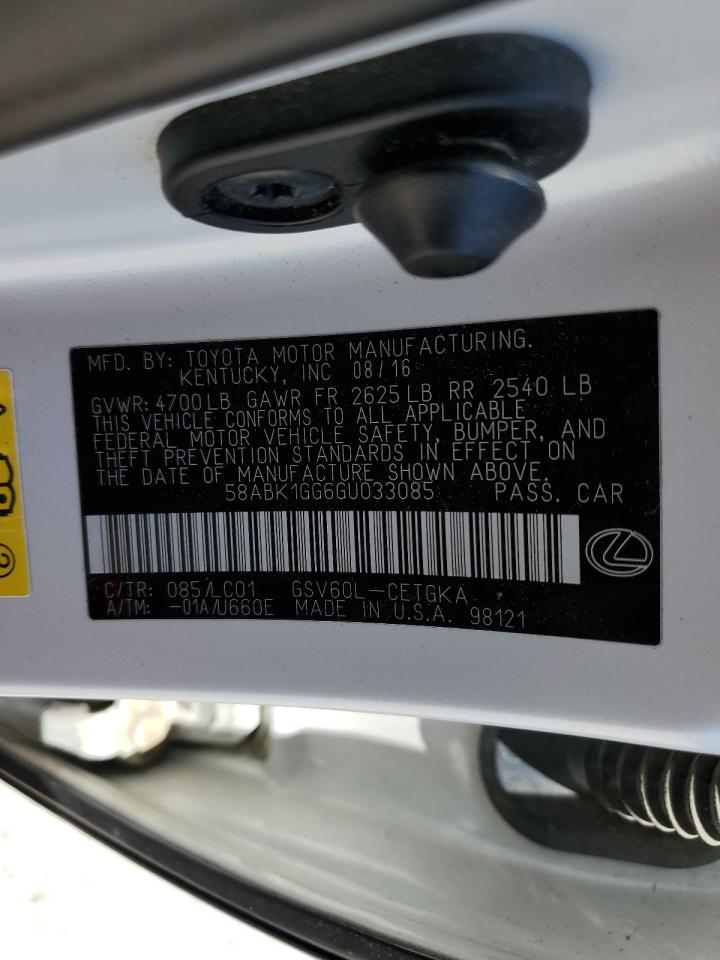 MFD. BY: TOYOTA MOTOR MANUFACTURING.
KENTUCKY, INC 08/16
GVWR: 4700LB GAWR FR 2625LB RR 2540 LB
THIS VEHICLE CONFORMS TO ALL APPLICABLE
FEDERAL MOTOR VEHICLE SAFETY, BUMPER, AND
THEFT PREVENTION STANDARDS IN EFFECT ON
THE DATE OF MANUFACTURE SHOWN ABOVE.
58ABK1GG6GU033085 PASS. CAR
C/TR: 085/LC01 GSV60L-CETGKA
A/TM: -01A/U660E MADE IN U.S.A. 98121